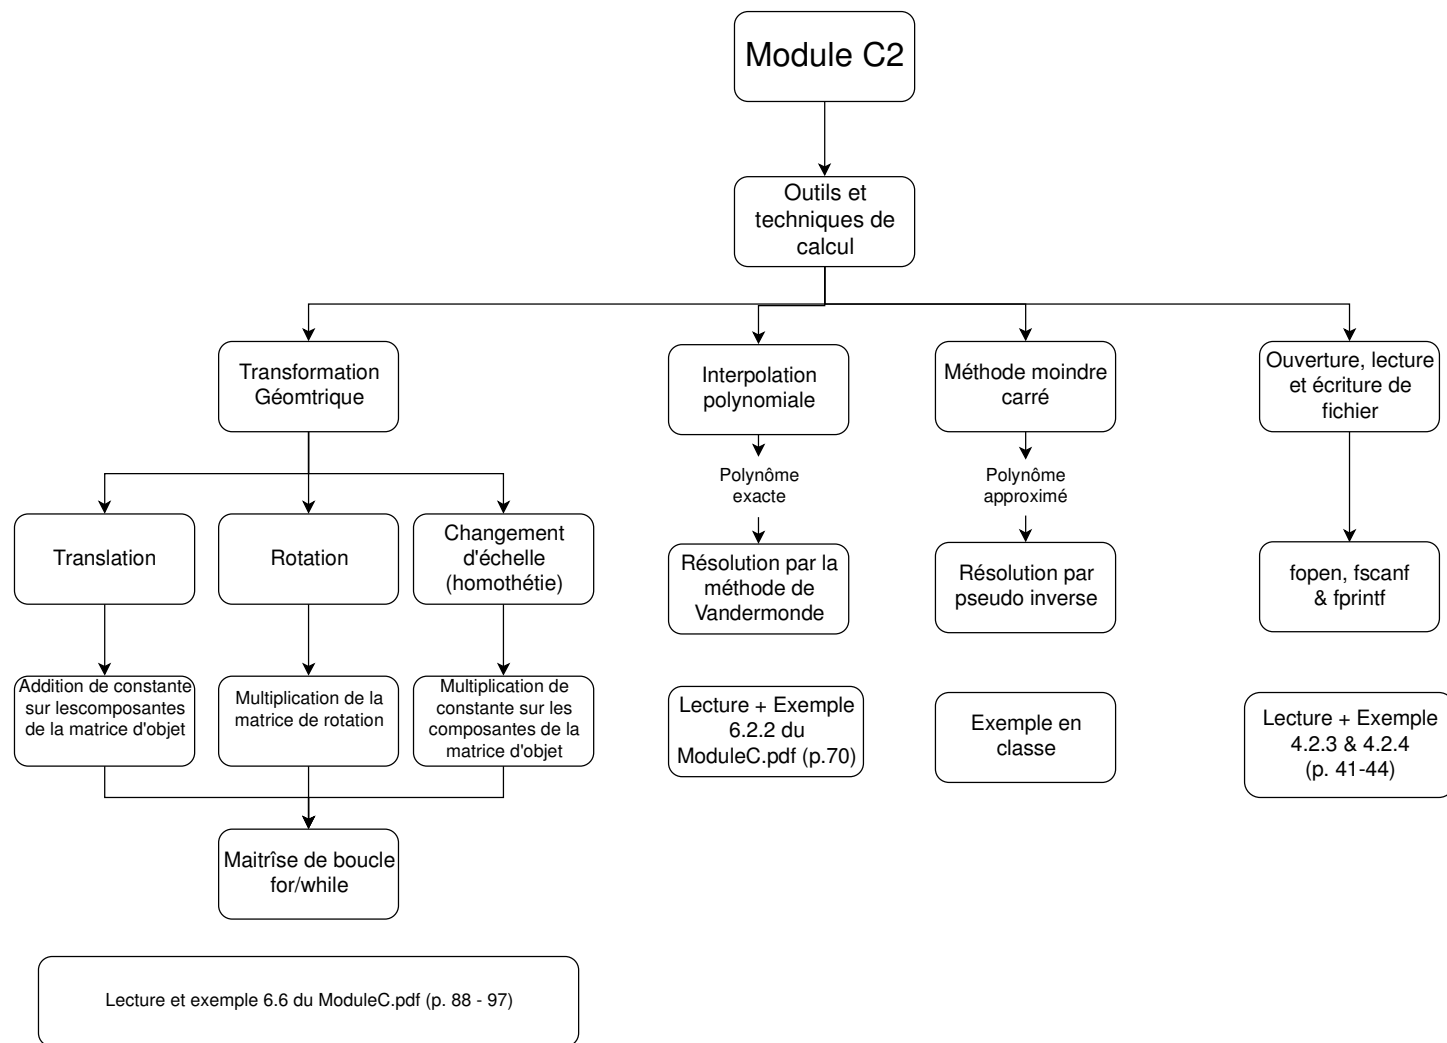 Module C2
Outils et
techniques de
calcul
Transformation
Géomtrique
Interpolation
polynomiale
Méthode moindre
carré
Ouverture, lecture
et écriture de
fichier
Polynôme
exacte
Polynôme
approximé
Translation
Rotation
Changement
d'échelle
(homothétie)
Résolution par la
méthode de
Vandermonde
Résolution par
pseudo inverse
fopen, fscanf
& fprintf
Addition de constante
sur lescomposantes
de la matrice d'objet
Multiplication de la
matrice de rotation
Multiplication de
constante sur les
composantes de la
matrice d'objet
Lecture + Exemple
6.2.2 du
ModuleC.pdf (p.70)
Exemple en
classe
Lecture + Exemple
4.2.3 & 4.2.4
(p. 41-44)
Maitrîse de boucle
for/while
Lecture et exemple 6.6 du ModuleC.pdf (p. 88 - 97)